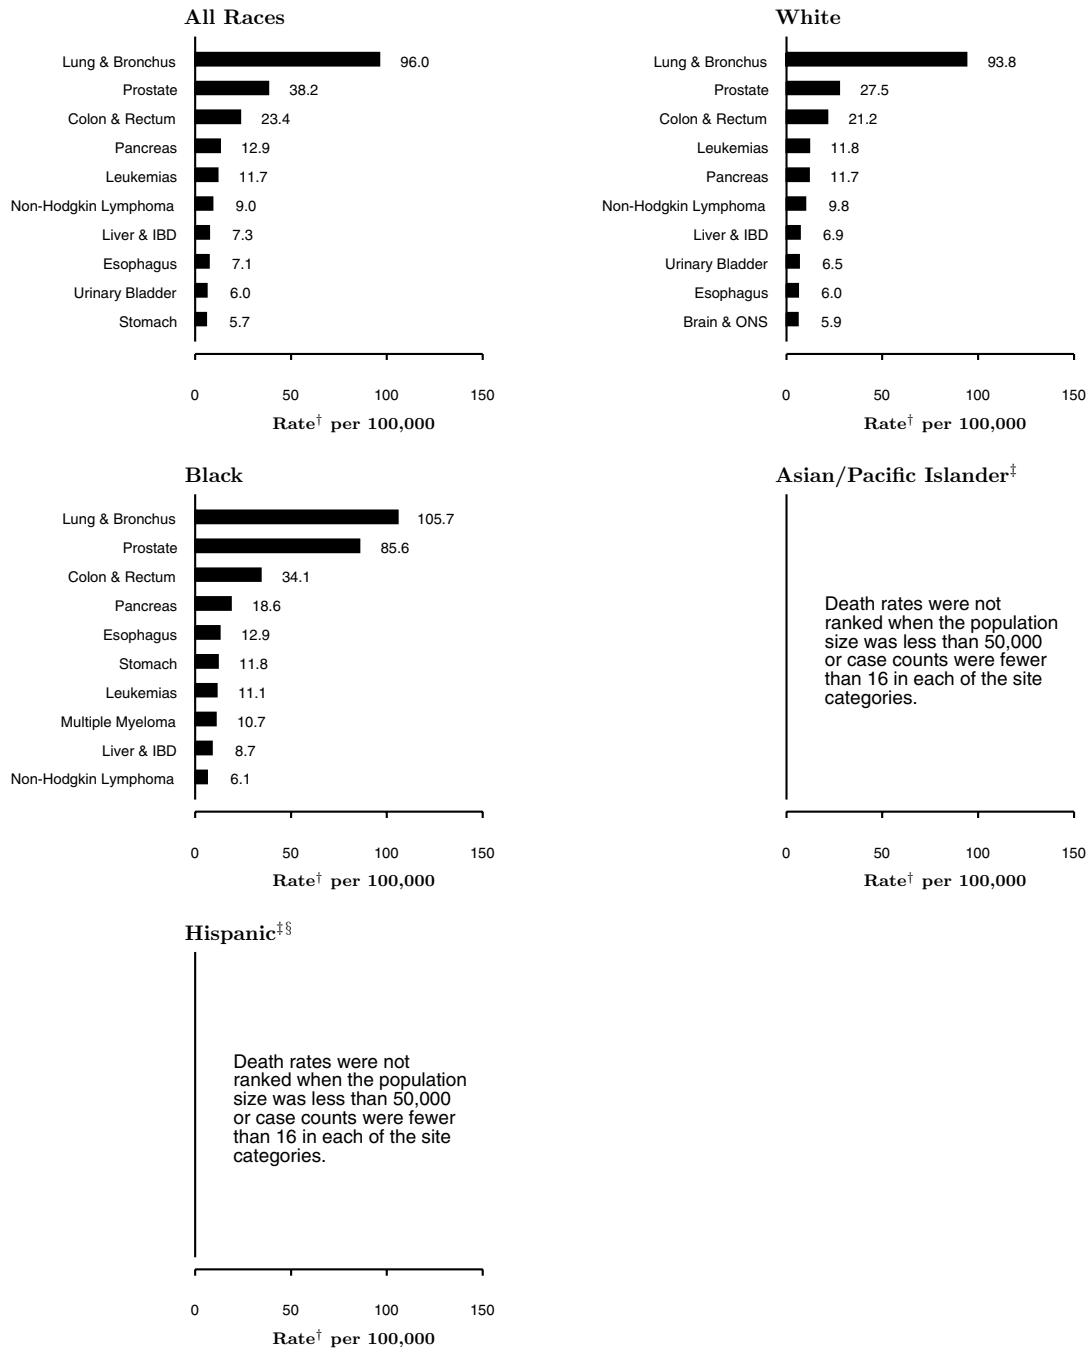 All Races
Lung & Bronchus 96.0
Prostate 38.2
Colon & Rectum 23.4
Pancreas 12.9
Leukemias 11.7
Non-Hodgkin Lymphoma 9.0
Liver & IBD 7.3
Esophagus 7.1
Urinary Bladder 6.0
Stomach 5.7
0 50 100 150
Rate† per 100,000
White
Lung & Bronchus 93.8
Prostate 27.5
Colon & Rectum 21.2
Leukemias 11.8
Pancreas 11.7
Non-Hodgkin Lymphoma 9.8
Liver & IBD 6.9
Urinary Bladder 6.5
Esophagus 6.0
Brain & ONS 5.9
0 50 100 150
Rate† per 100,000
Black
Lung & Bronchus 105.7
Prostate 85.6
Colon & Rectum 34.1
Pancreas 18.6
Esophagus 12.9
Stomach 11.8
Leukemias 11.1
Multiple Myeloma 10.7
Liver & IBD 8.7
Non-Hodgkin Lymphoma 6.1
0 50 100 150
Rate† per 100,000
Asian/Pacific Islander‡
Death rates were not
ranked when the population
size was less than 50,000
or case counts were fewer
than 16 in each of the site
categories.
0 50 100 150
Rate† per 100,000
Hispanic‡§
Death rates were not
ranked when the population
size was less than 50,000
or case counts were fewer
than 16 in each of the site
categories.
0 50 100 150
Rate† per 100,000